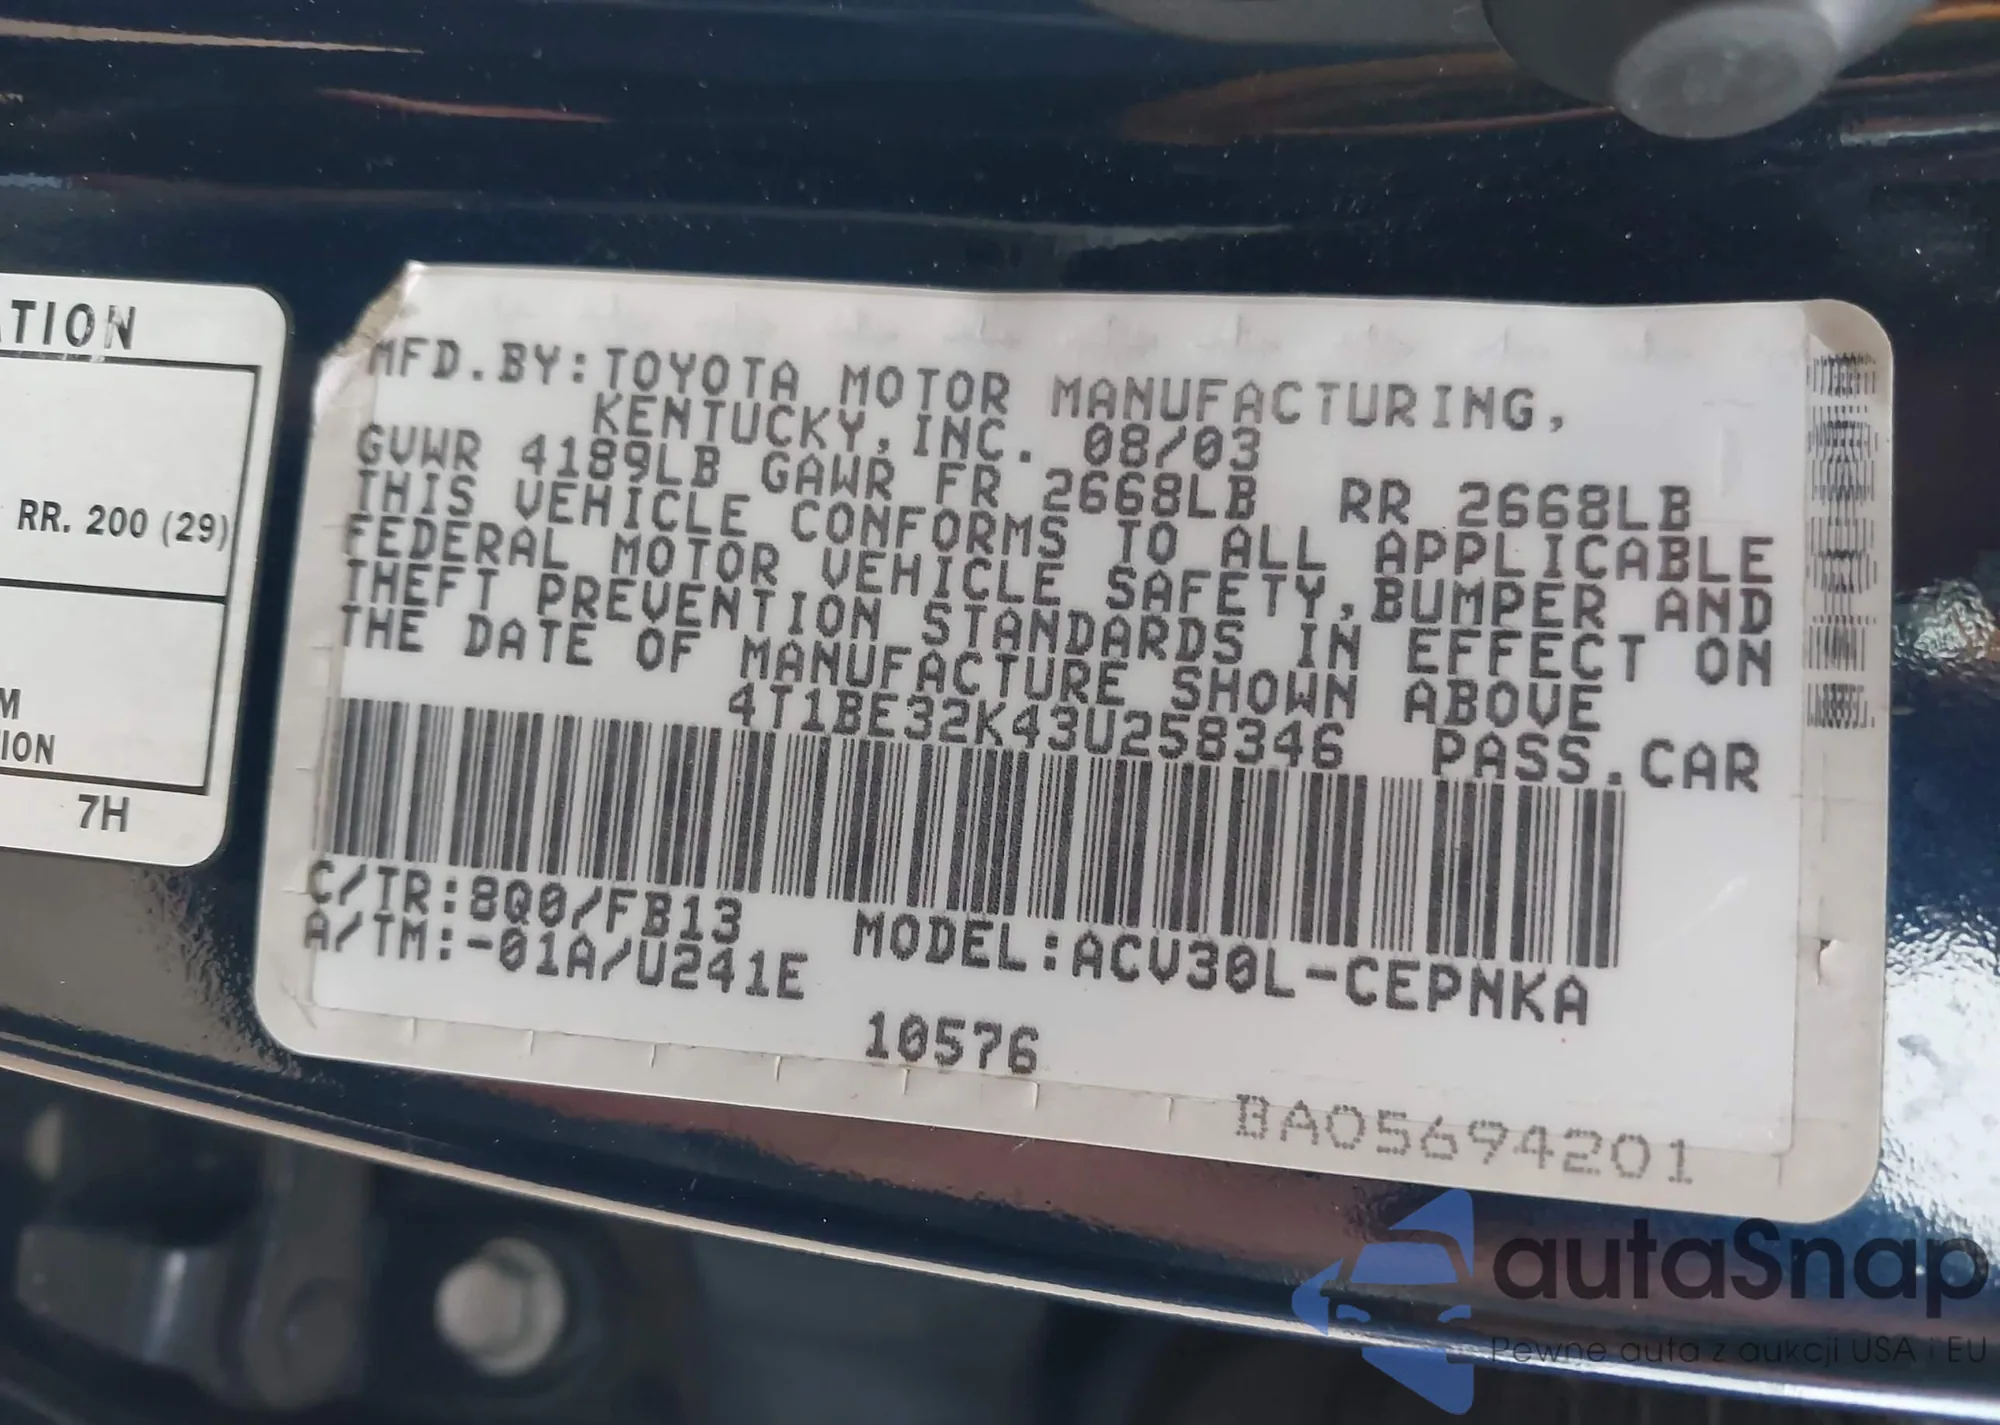 ATION
RR. 200 (29)
M
ION
7H
MFD.BY:TOYOTA MOTOR MANUFACTURING,
KENTUCKY,INC. 08/03
GVWR 4189LB GAWR FR 2668LB RR 2668LB
THIS VEHICLE CONFORMS TO ALL APPLICABLE
FEDERAL MOTOR VEHICLE SAFETY,BUMPER AND
THEFT PREVENTION STANDARDS IN EFFECT ON
THE DATE OF MANUFACTURE SHOWN ABOVE
4T1BE32K43U258346 PASS.CAR
C/TR:8Q0/FB13 MODEL:ACV30L-CEPNKA
A/TM:-01A/U241E
10576
BA05694201
autaSnap
Pewne auta z aukcji USA i EU